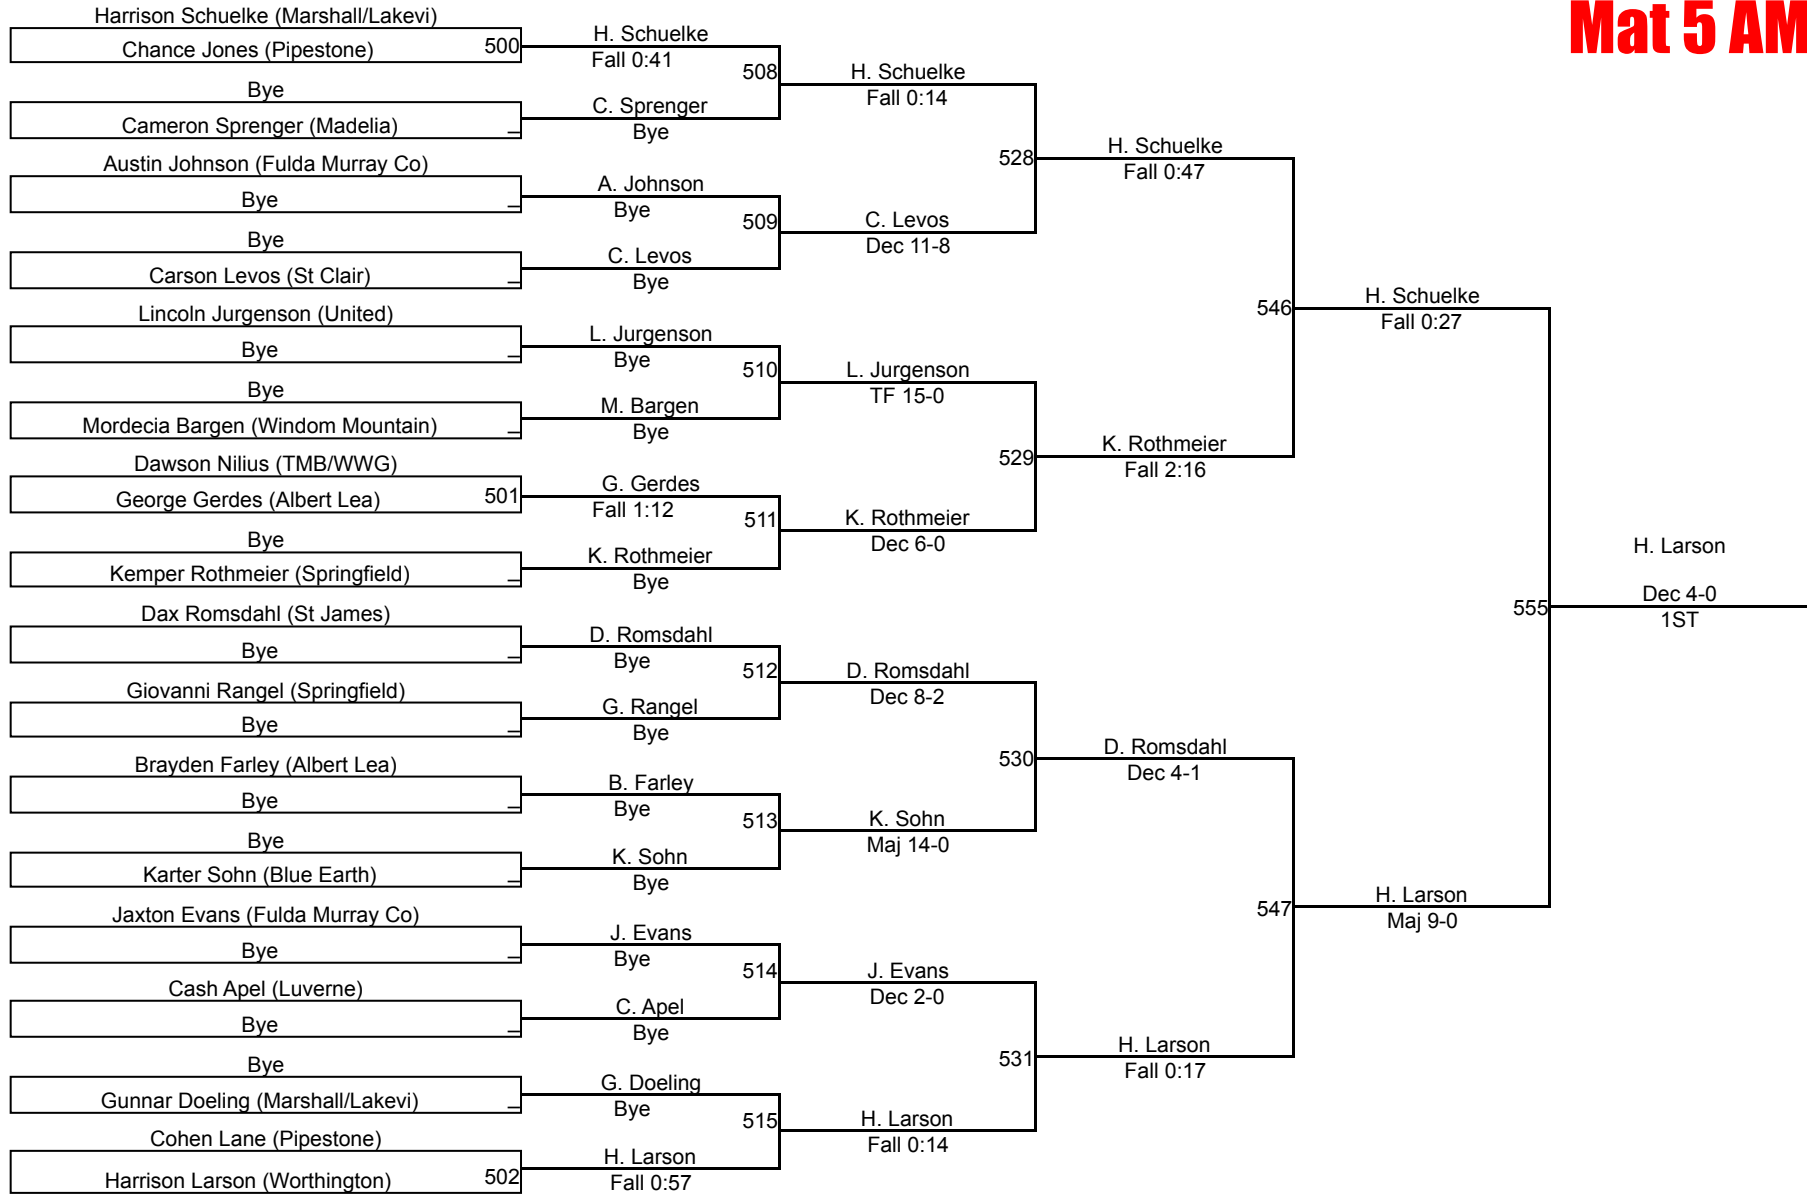 Mat 5 AM
Harrison Schuelke (Marshall/Lakevi)
Chance Jones (Pipestone) 500
Bye
Cameron Sprenger (Madelia) _
Austin Johnson (Fulda Murray Co)
Bye _
Bye
Carson Levos (St Clair) _
Lincoln Jurgenson (United)
Bye _
Bye
Mordecia Bargen (Windom Mountain) _
Dawson Nilius (TMB/WWG)
George Gerdes (Albert Lea) 501
Bye
Kemper Rothmeier (Springfield) _
Dax Romsdahl (St James)
Bye _
Giovanni Rangel (Springfield)
Bye _
Brayden Farley (Albert Lea)
Bye _
Bye
Karter Sohn (Blue Earth) _
Jaxton Evans (Fulda Murray Co)
Bye _
Cash Apel (Luverne)
Bye _
Bye
Gunnar Doeling (Marshall/Lakevi) _
Cohen Lane (Pipestone)
Harrison Larson (Worthington) 502
H. Schuelke
Fall 0:41
508
C. Sprenger
Bye
A. Johnson
Bye
509
C. Levos
Bye
L. Jurgenson
Bye
510
M. Bargen
Bye
G. Gerdes
Fall 1:12
511
K. Rothmeier
Bye
D. Romsdahl
Bye
512
G. Rangel
Bye
B. Farley
Bye
513
K. Sohn
Bye
J. Evans
Bye
514
C. Apel
Bye
G. Doeling
Bye
515
H. Larson
Fall 0:57
H. Schuelke
Fall 0:14
528
C. Levos
Dec 11-8
L. Jurgenson
TF 15-0
529
K. Rothmeier
Dec 6-0
D. Romsdahl
Dec 8-2
530
K. Sohn
Maj 14-0
J. Evans
Dec 2-0
531
H. Larson
Fall 0:14
H. Schuelke
Fall 0:47
546
K. Rothmeier
Fall 2:16
D. Romsdahl
Dec 4-1
547
H. Larson
Fall 0:17
H. Schuelke
Fall 0:27
555
H. Larson
Maj 9-0
H. Larson
Dec 4-0
1ST